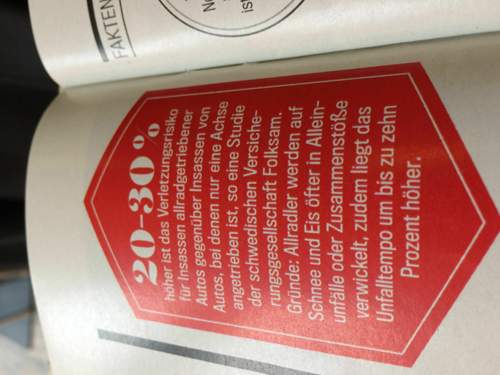 FAKTEN
20–30 %
höher ist das Verletzungsrisiko
für Insassen allradgetriebener
Autos gegenüber Insassen von
Autos, bei denen nur eine Achse
angetrieben ist, so eine Studie
der schwedischen Versiche-
rungsgesellschaft Folksam.
Gründe: Allradler werden auf
Schnee und Eis öfter in Allein-
unfälle oder Zusammenstöße
verwickelt, zudem liegt das
Unfalltempo um bis zu zehn
Prozent höher.